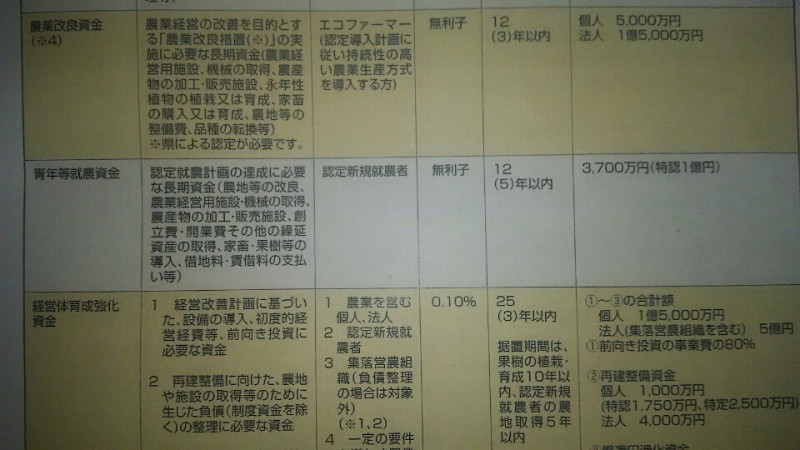 農業改良資金
(※4)
農業経営の改善を目的とす
る「農業改良措置(※)」の実
施に必要な長期資金(農業経
営用施設、機械の取得、農産
物の加工・販売施設、永年性
植物の植栽又は育成、家畜
の購入又は育成、農地等の
整備費、品種の転換等)
※県による認定が必要です。
エコファーマー
(認定導入計画に
従い持続性の高
い農業生産方式
を導入する方)
無利子
12
(3)年以内
個人 5,000万円
法人 1億5,000万円
青年等就農資金
認定就農計画の達成に必要
な長期資金(農地等の改良、
農業経営用施設・機械の取得、
農産物の加工・販売施設、創
立費・開業費その他の繰延
資産の取得、家畜・果樹等の
導入、借地料・賃借料の支払
い等)
認定新規就農者
無利子
12
(5)年以内
3,700万円(特認1億円)
経営体育成強化
資金
1 経営改善計画に基づい
た、設備の導入、初度的経
営経費等、前向き投資に
必要な資金
2 再建整備に向けた、農地
や施設の取得等のために
生じた負債(制度資金を除
く)の整理に必要な資金
1 農業を営む
個人、法人
2 認定新規就
農者
3 集落営農組
織(負債整理
の場合は対象
外)
(※1、2)
4 一定の要件
0.10%
25
(3)年以内
据置期間は、
果樹の植栽・
育成10年以
内、認定新規
就農者の農
地取得5年
以内
①~③の合計額
個人 1億5,000万円
法人(集落営農組織を含む) 5億円
①前向き投資の事業費の80%
②再建整備資金
個人 1,000万円
(特認1,750万円、特定2,500万円)
法人 4,000万円